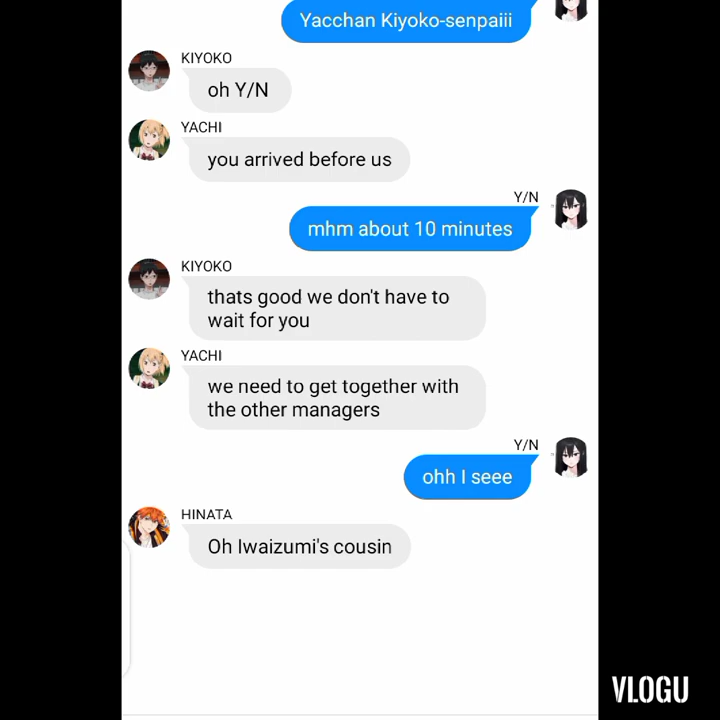 Yacchan Kiyoko-senpaiii
KIYOKO
oh Y/N
YACHI
you arrived before us
Y/N
mhm about 10 minutes
KIYOKO
thats good we don't have to
wait for you
YACHI
we need to get together with
the other managers
Y/N
ohh I seee
HINATA
Oh Iwaizumi's cousin
VLOGU